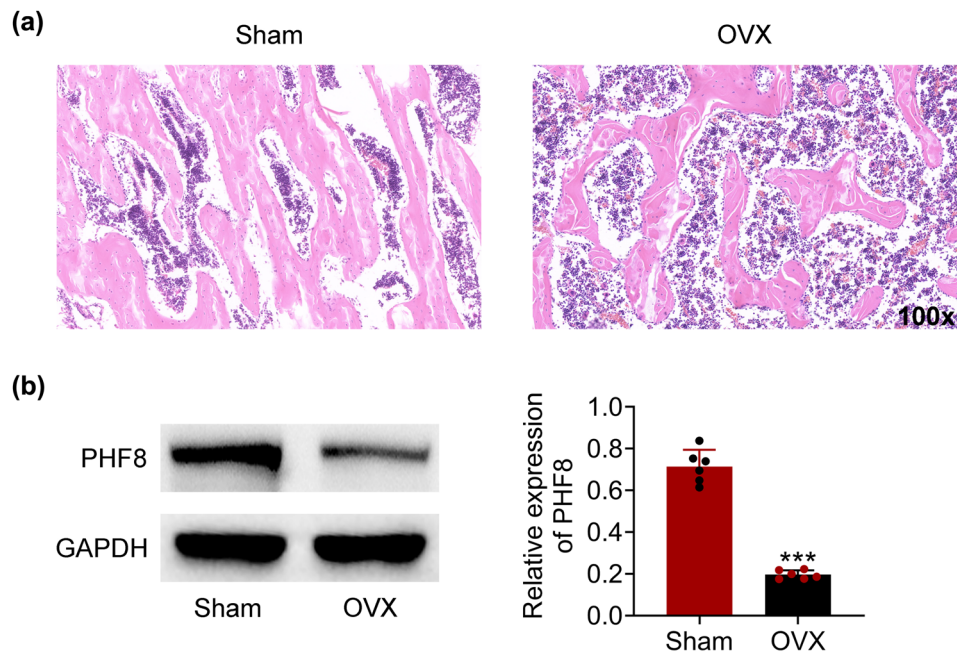 (a)
Sham
OVX
100x
(b)
PHF8
GAPDH
Sham
OVX
Relative expression
of PHF8
1.0
0.8
0.6
0.4
0.2
0.0
***
Sham
OVX